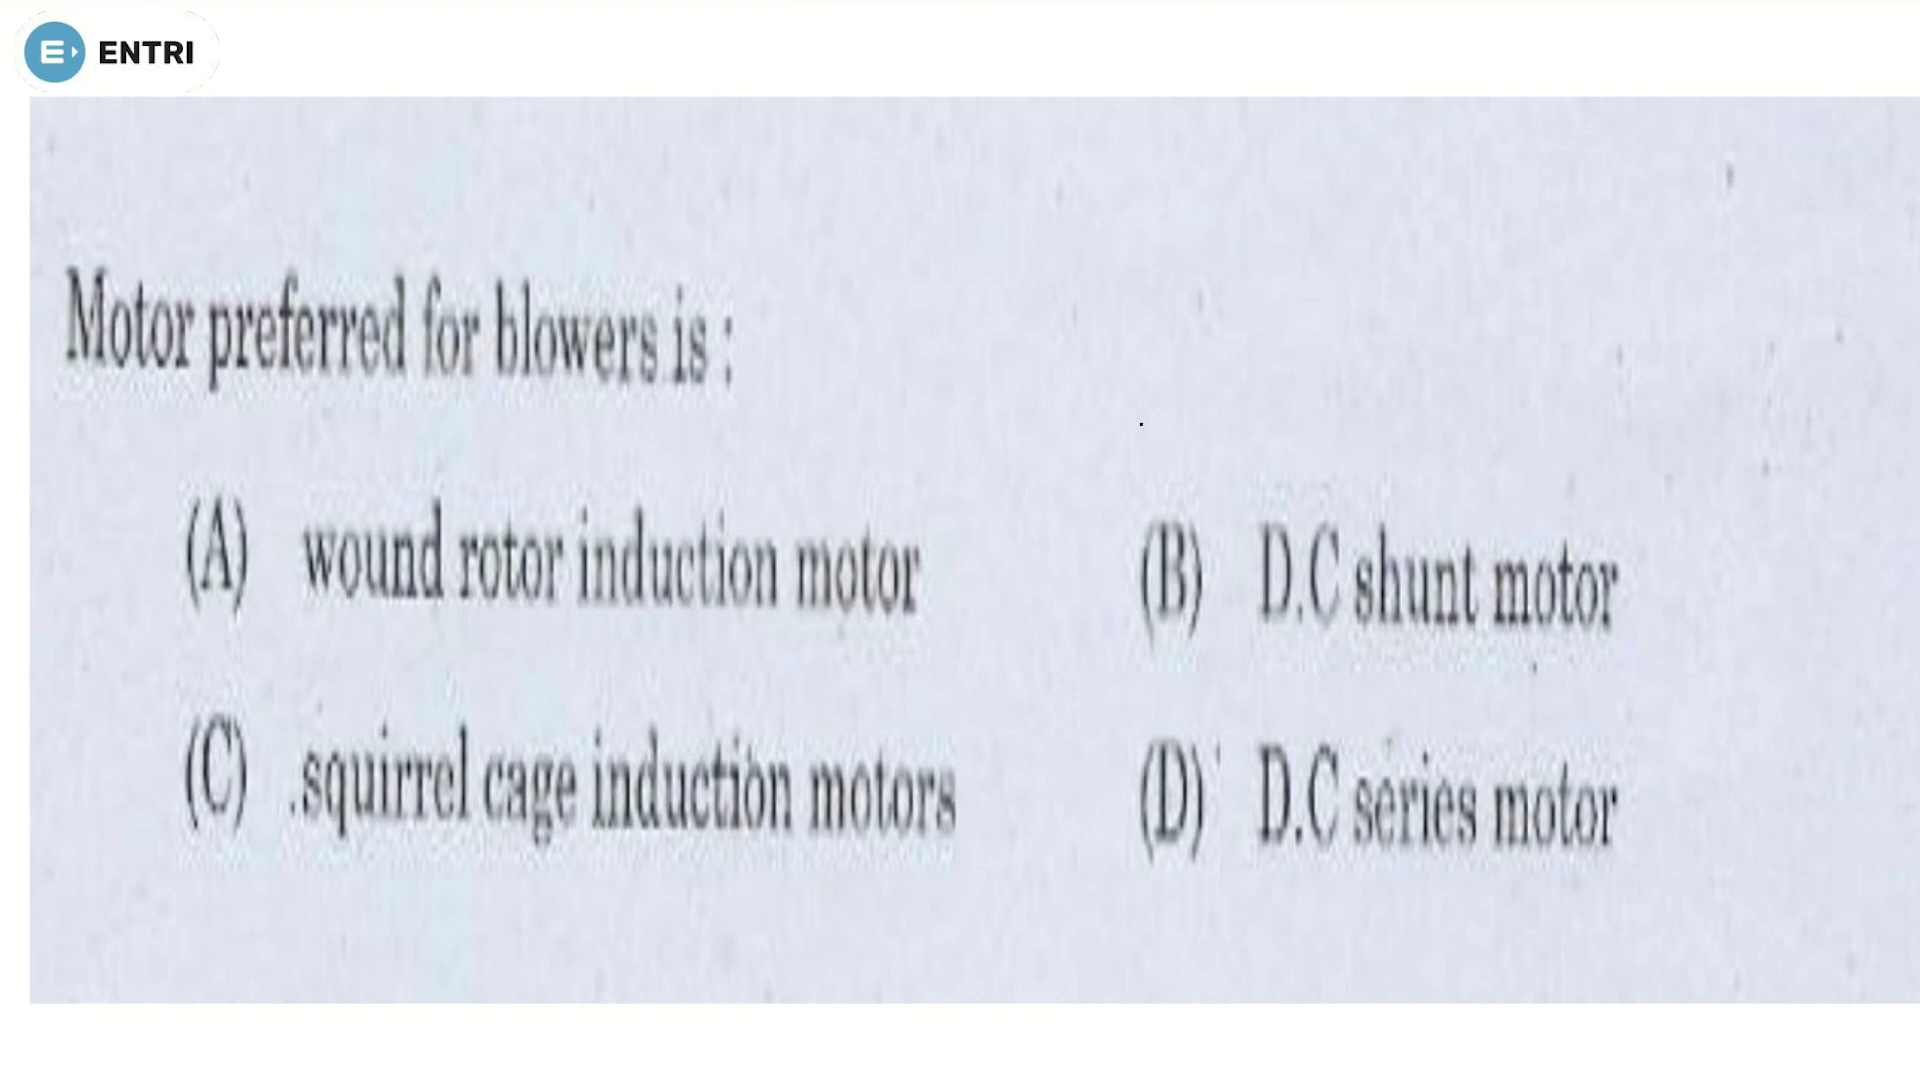 ENTRI
Motor preferred for blowers is :
(A) wound rotor induction motor
(B) D.C shunt motor
(C) squirrel cage induction motors
(D) D.C series motor